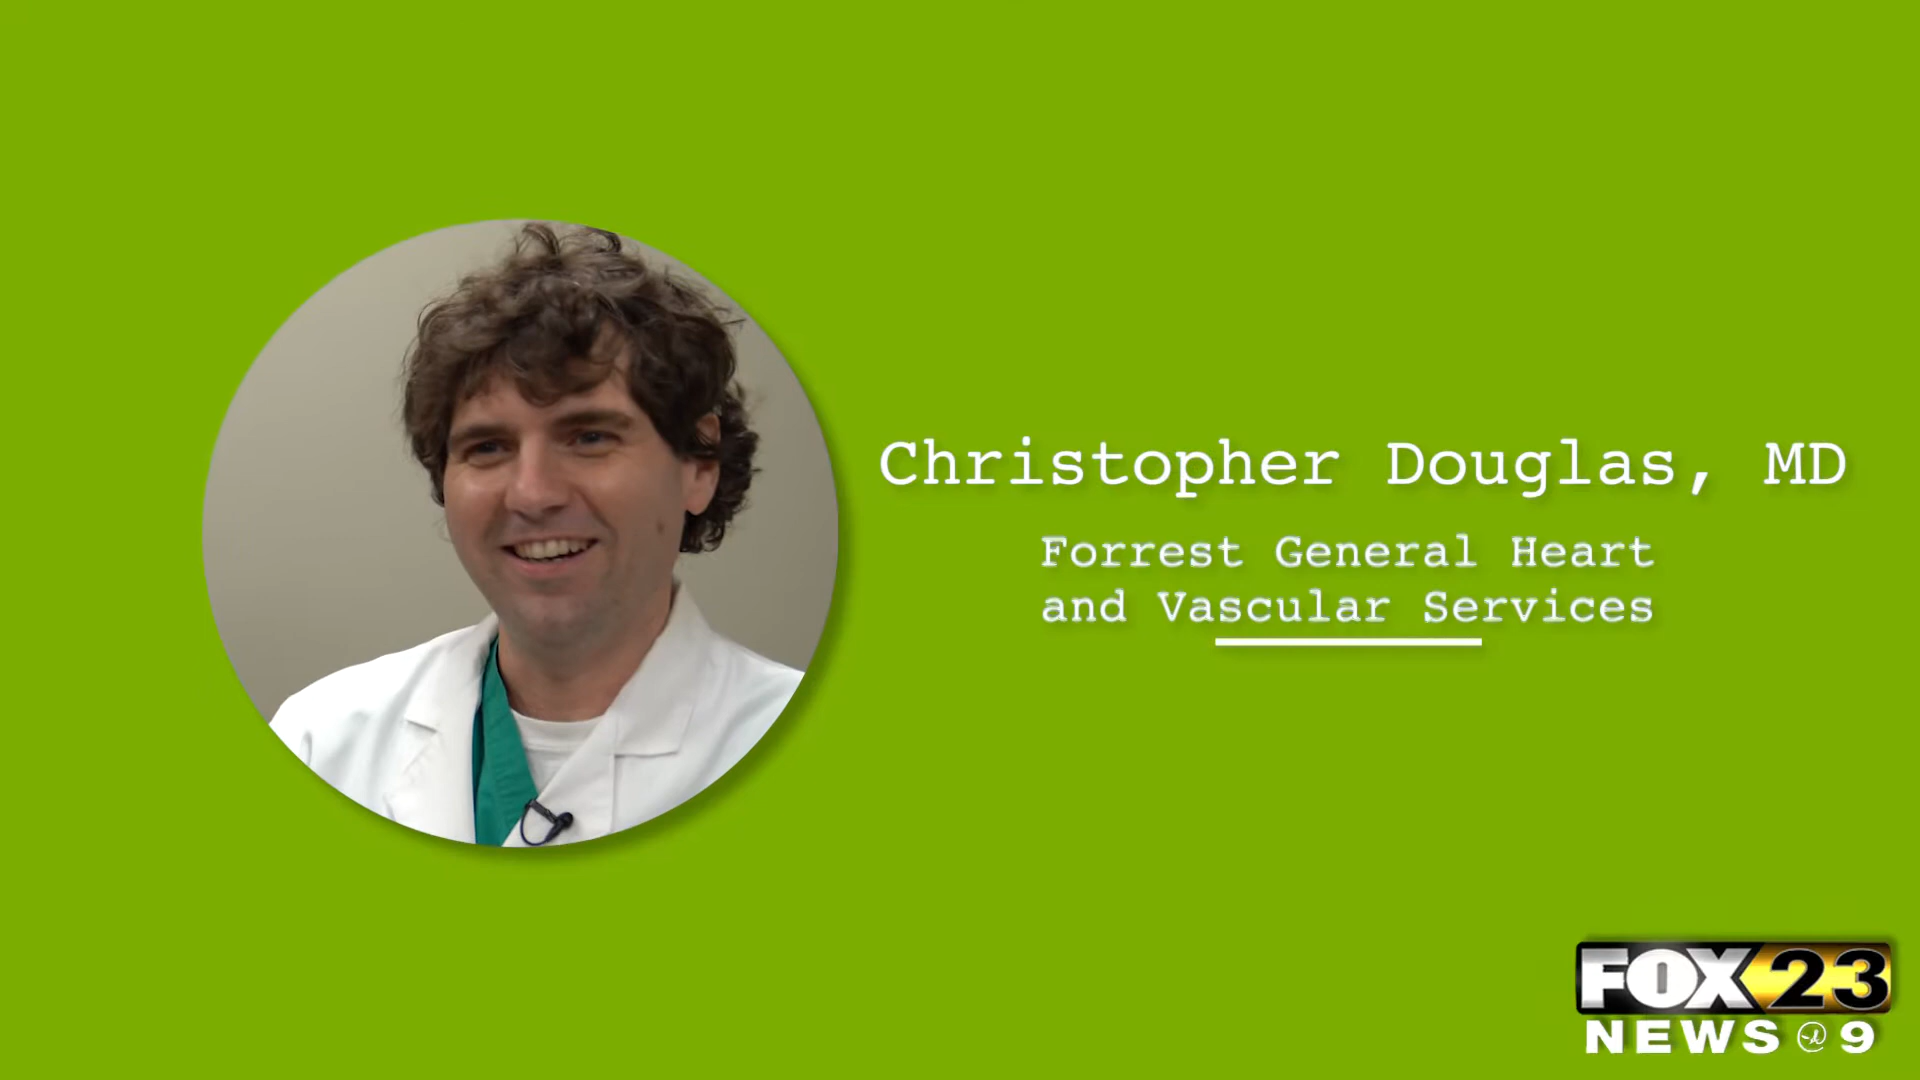 Christopher Douglas, MD
Forrest General Heart
and Vascular Services
FOX 23
NEWS @ 9